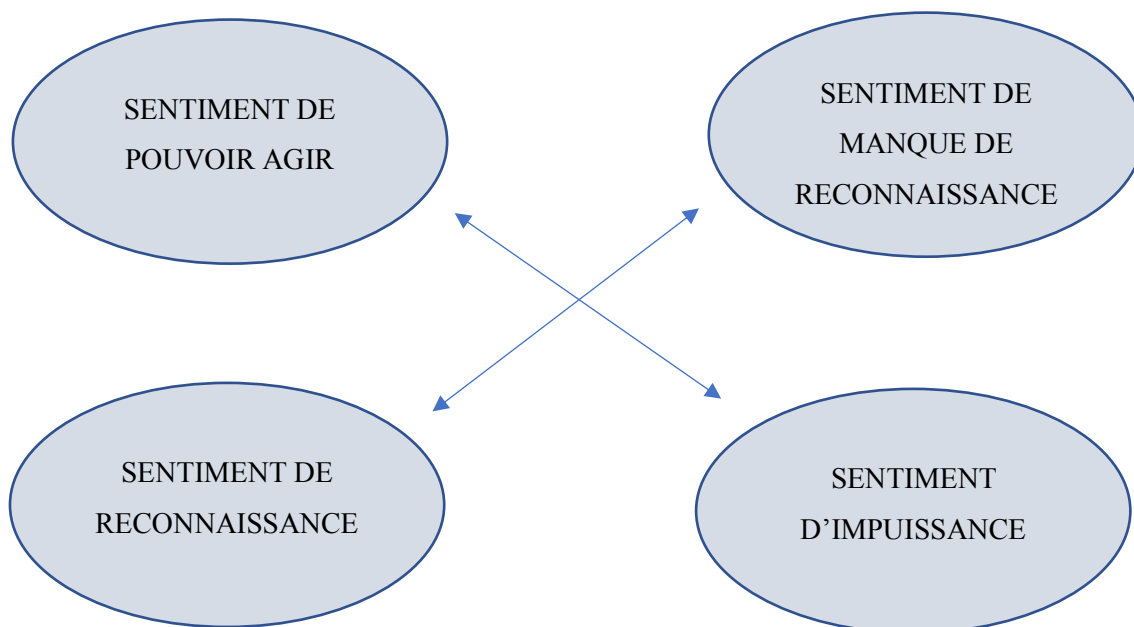 SENTIMENT DE
POUVOIR AGIR
SENTIMENT DE
MANQUE DE
RECONNAISSANCE
SENTIMENT DE
RECONNAISSANCE
SENTIMENT
D’IMPUISSANCE